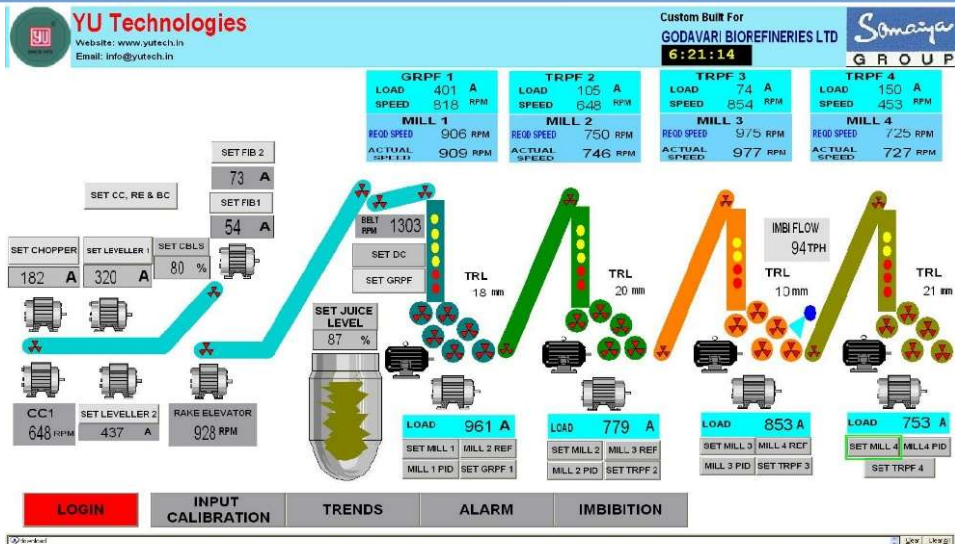 YU Technologies
Website: www.yutech.in
Email: info@yutech.in
YU
Custom Built For
GODAVARI BIOREFINERIES LTD
6:21:14
Somaiya
GROUP
GRPF 1
LOAD 401 A
SPEED 818 RPM
MILL 1
REQD SPEED 906 RPM
ACTUAL SPEED 909 RPM
TRPF 2
LOAD 105 A
SPEED 648 RPM
MILL 2
REQD SPEED 750 RPM
ACTUAL SPEED 746 RPM
TRPF 3
LOAD 74 A
SPEED 854 RPM
MILL 3
REQD SPEED 975 RPM
ACTUAL SPEED 977 RPM
TRPF 4
LOAD 150 A
SPEED 453 RPM
MILL 4
REQD SPEED 725 RPM
ACTUAL SPEED 727 RPM
SET FIB 2
73 A
SET FIB1
54 A
SET CC, RE & BC
SET CHOPPER
182 A
SET LEVELLER 1
320 A
SET CBLS
80 %
BELT RPM 1303
SET DC
SET GRPF
IMBI FLOW
94 TPH
TRL
18 mm
TRL
20 mm
TRL
10 mm
TRL
21 mm
SET JUICE
LEVEL
87 %
CC1
648 RPM
SET LEVELLER 2
437 A
RAKE ELEVATOR
928 RPM
LOAD 961 A
SET MILL 1 MILL 2 REF
MILL 1 PID SET GRPF 1
LOAD 779 A
SET MILL 2 MILL 3 REF
MILL 2 PID SET TRPF 2
LOAD 853 A
SET MILL 3 MILL 4 REF
MILL 3 PID SET TRPF 3
LOAD 753 A
SET MILL 4 MILL4 PID
SET TRPF 4
LOGIN
INPUT
CALIBRATION
TRENDS
ALARM
IMBIBITION